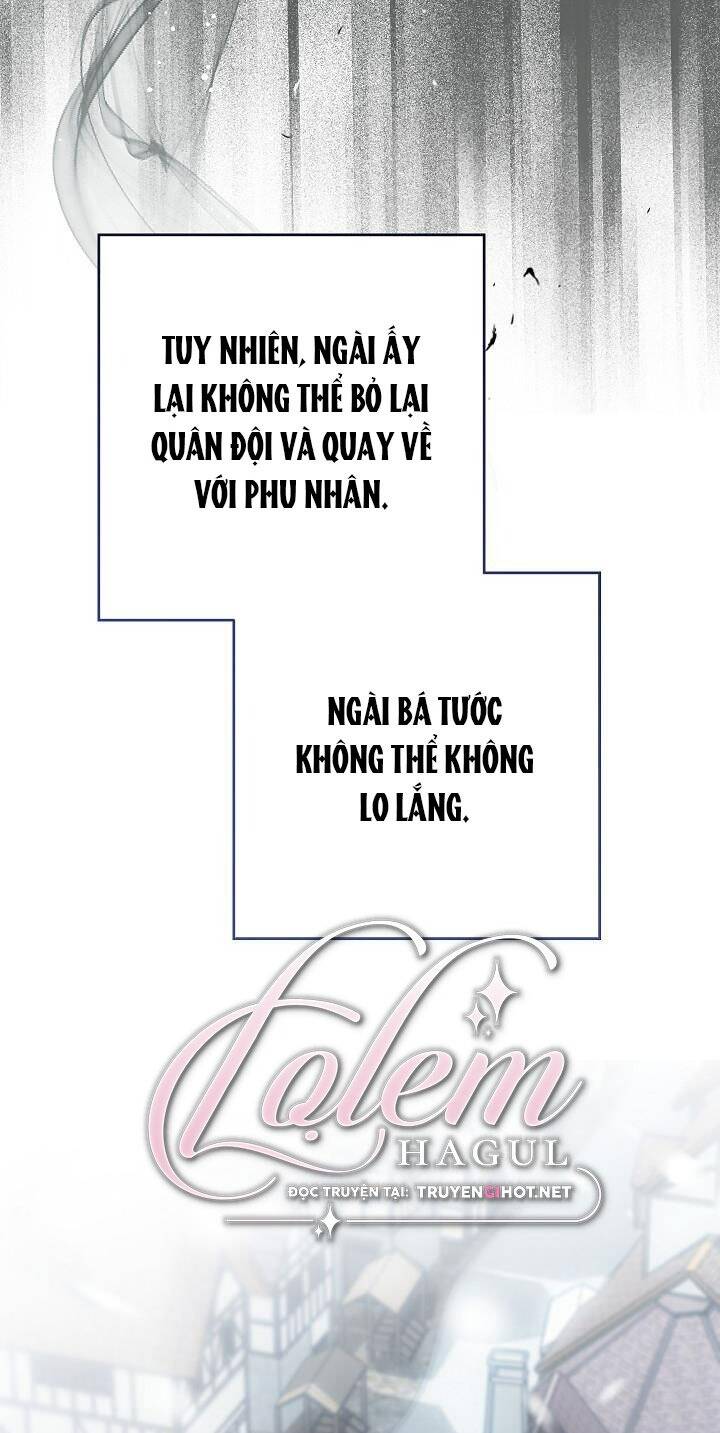 TUY NHIÊN, NGÀI ẤY
LẠI KHÔNG THỂ BỎ LẠI
QUÂN ĐỘI VÀ QUAY VỀ
VỚI PHU NHÂN.
NGÀI BÁ TƯỚC
KHÔNG THỂ KHÔNG
LO LẮNG.
Lọlem
HAGUL
ĐỌC TRUYỆN TẠI: TRUYENGIHOT.NET